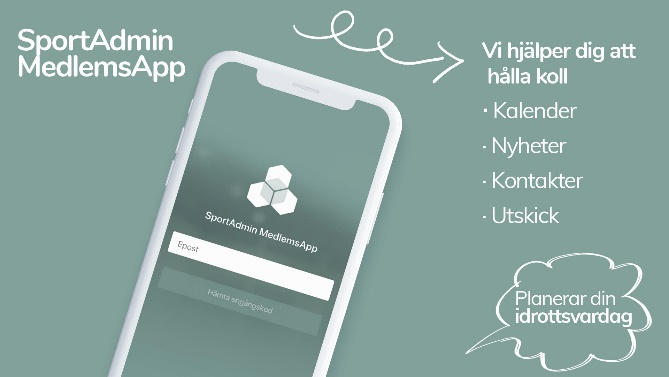 SportAdmin
MedlemsApp
Vi hjälper dig att
hålla koll
· Kalender
· Nyheter
· Kontakter
· Utskick
SportAdmin MedlemsApp
Epost
Hämta engångskod
Planerar din
idrottsvardag